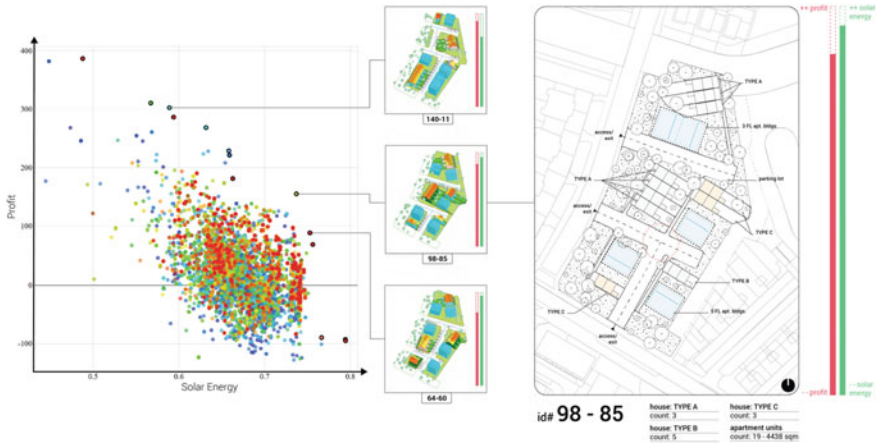 400
300
200
100
0
-100
Profit
0.5
0.6
0.7
0.8
Solar Energy
140-11
98-85
64-60
TYPE A
3 FL apt. bldgs.
access/
exit
TYPE A
parking lot
access/
exit
TYPE C
TYPE B
TYPE C
5 FL apt. bldgs.
access/
exit
++ profit
++ solar
energy
-- profit
-- solar
energy
id# 98 - 85
house: TYPE A
count: 3
house: TYPE C
count: 3
house: TYPE B
count: 5
apartment units
count: 19 - 4438 sqm